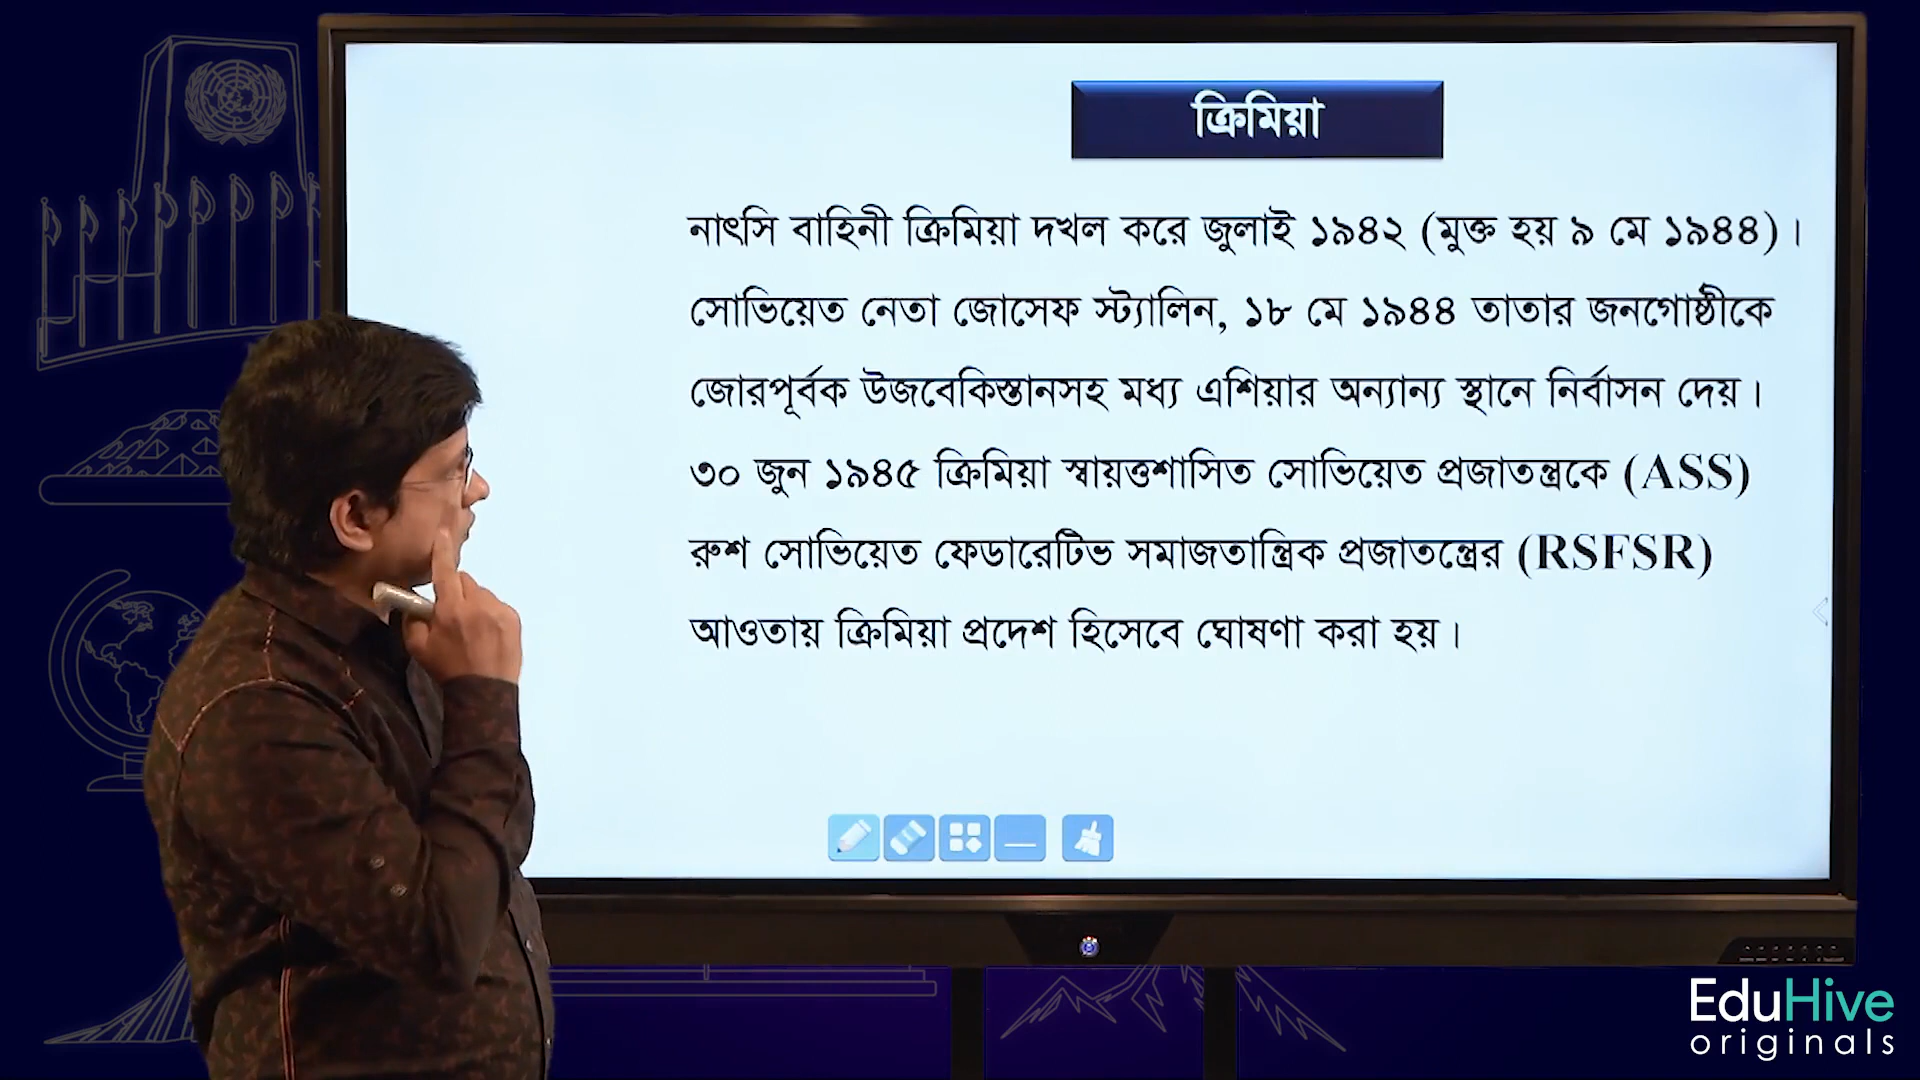 ক্রিমিয়া
নাৎসি বাহিনী ক্রিমিয়া দখল করে জুলাই ১৯৪২ (মুক্ত হয় ৯ মে ১৯৪৪)।
সোভিয়েত নেতা জোসেফ স্ট্যালিন, ১৮ মে ১৯৪৪ তাতার জনগোষ্ঠীকে
জোরপূর্বক উজবেকিস্তানসহ মধ্য এশিয়ার অন্যান্য স্থানে নির্বাসন দেয়।
৩০ জুন ১৯৪৫ ক্রিমিয়া স্বায়ত্তশাসিত সোভিয়েত প্রজাতন্ত্রকে (ASS)
রুশ সোভিয়েত ফেডারেটিভ সমাজতান্ত্রিক প্রজাতন্ত্রের (RSFSR)
আওতায় ক্রিমিয়া প্রদেশ হিসেবে ঘোষণা করা হয়।
EduHive
originals